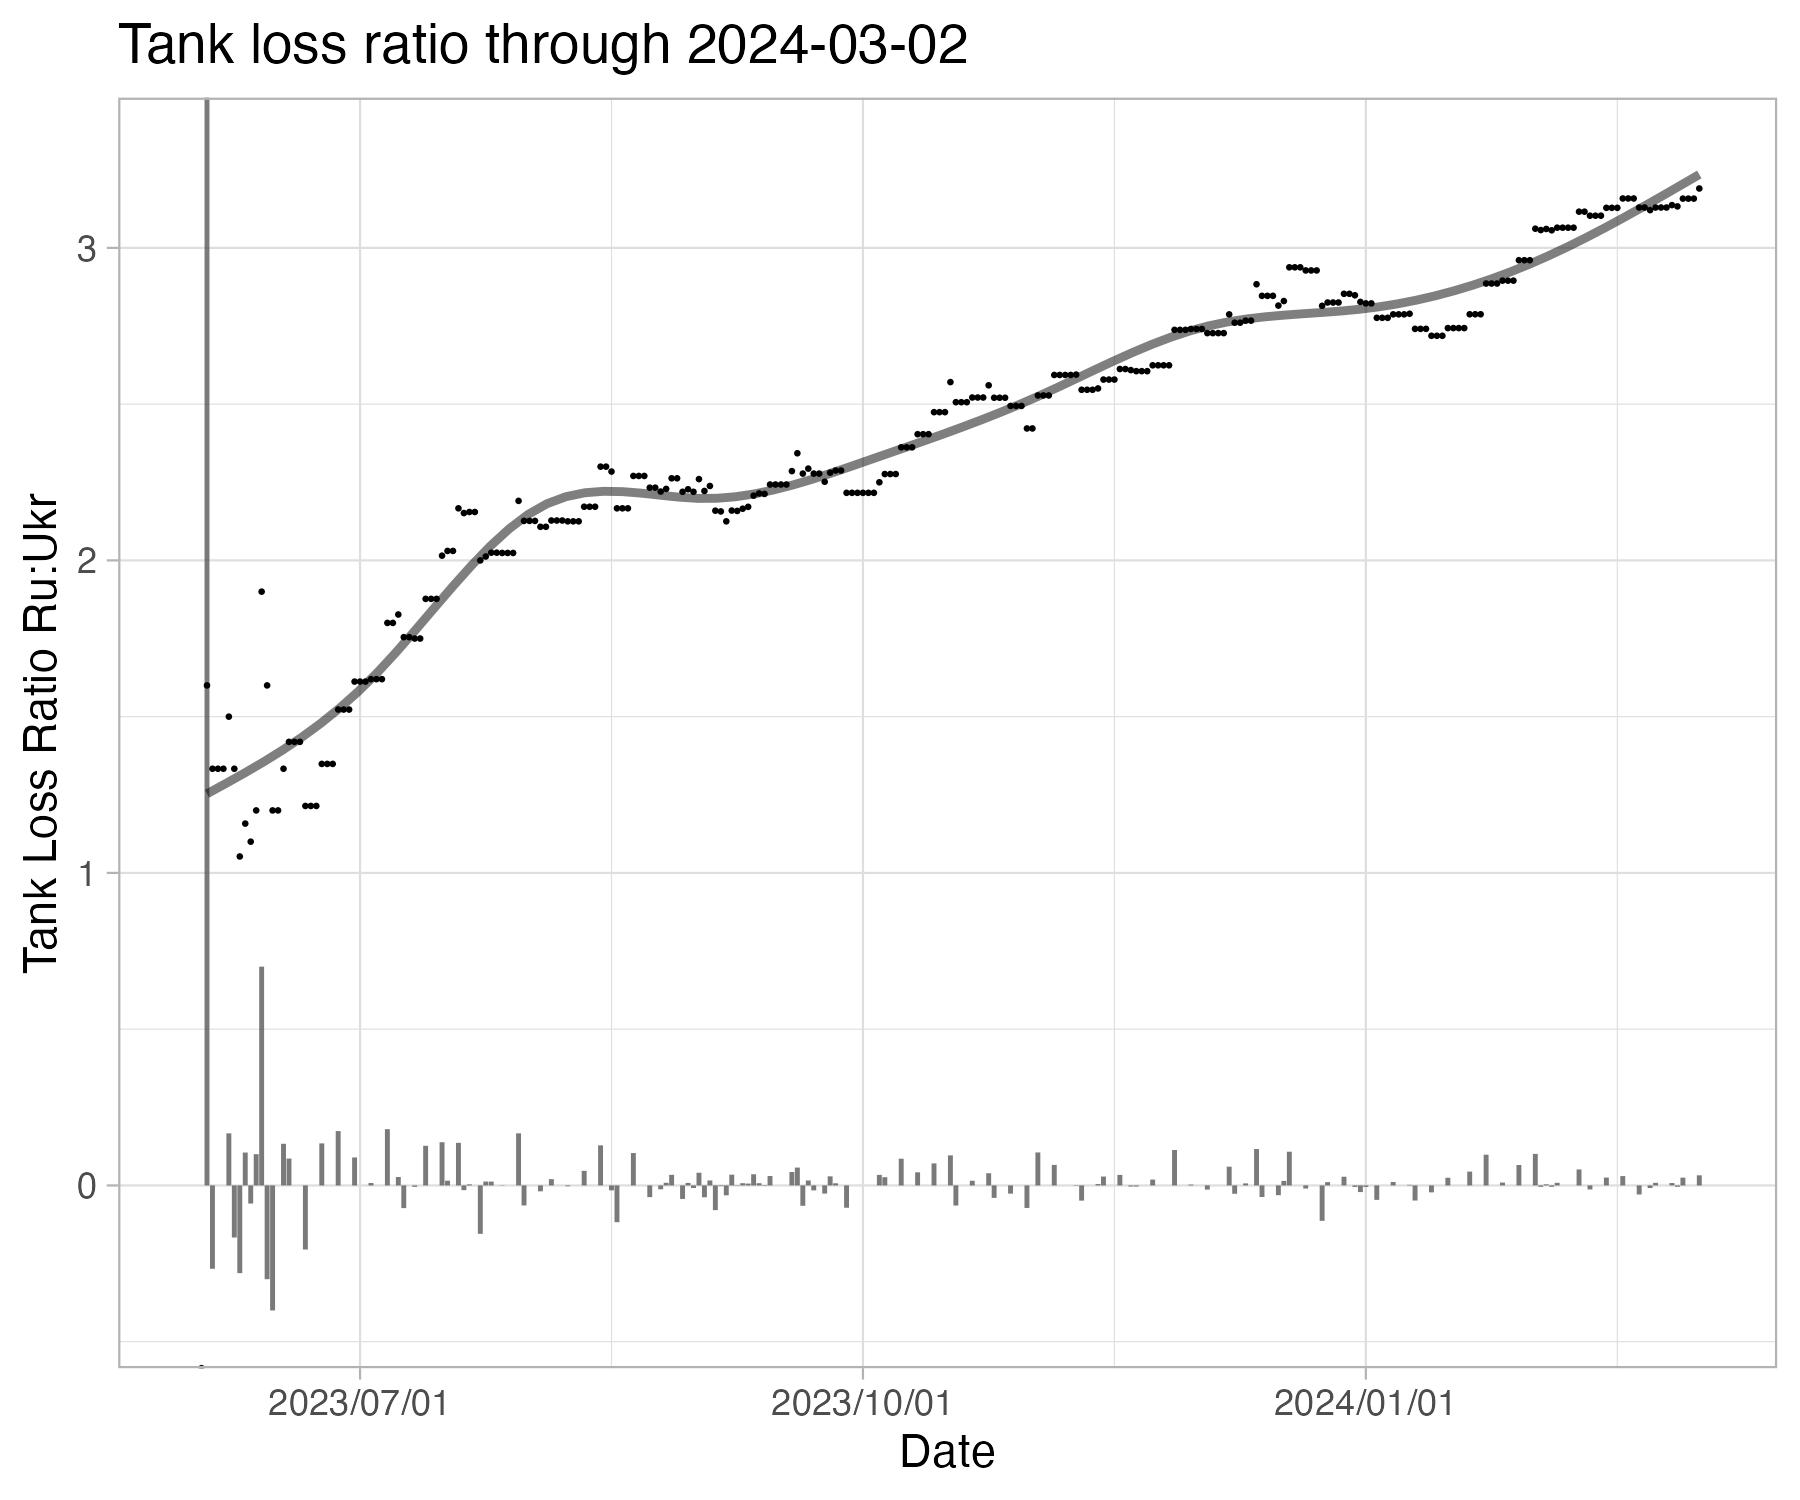 Tank loss ratio through 2024-03-02
Tank Loss Ratio Ru:Ukr
3
2
1
0
2023/07/01
2023/10/01
2024/01/01
Date